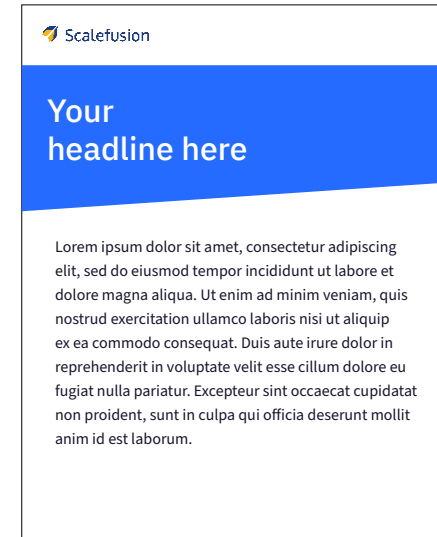 Scalefusion
Your
headline here
Lorem ipsum dolor sit amet, consectetur adipiscing
elit, sed do eiusmod tempor incididunt ut labore et
dolore magna aliqua. Ut enim ad minim veniam, quis
nostrud exercitation ullamco laboris nisi ut aliquip
ex ea commodo consequat. Duis aute irure dolor in
reprehenderit in voluptate velit esse cillum dolore eu
fugiat nulla pariatur. Excepteur sint occaecat cupidatat
non proident, sunt in culpa qui officia deserunt mollit
anim id est laborum.